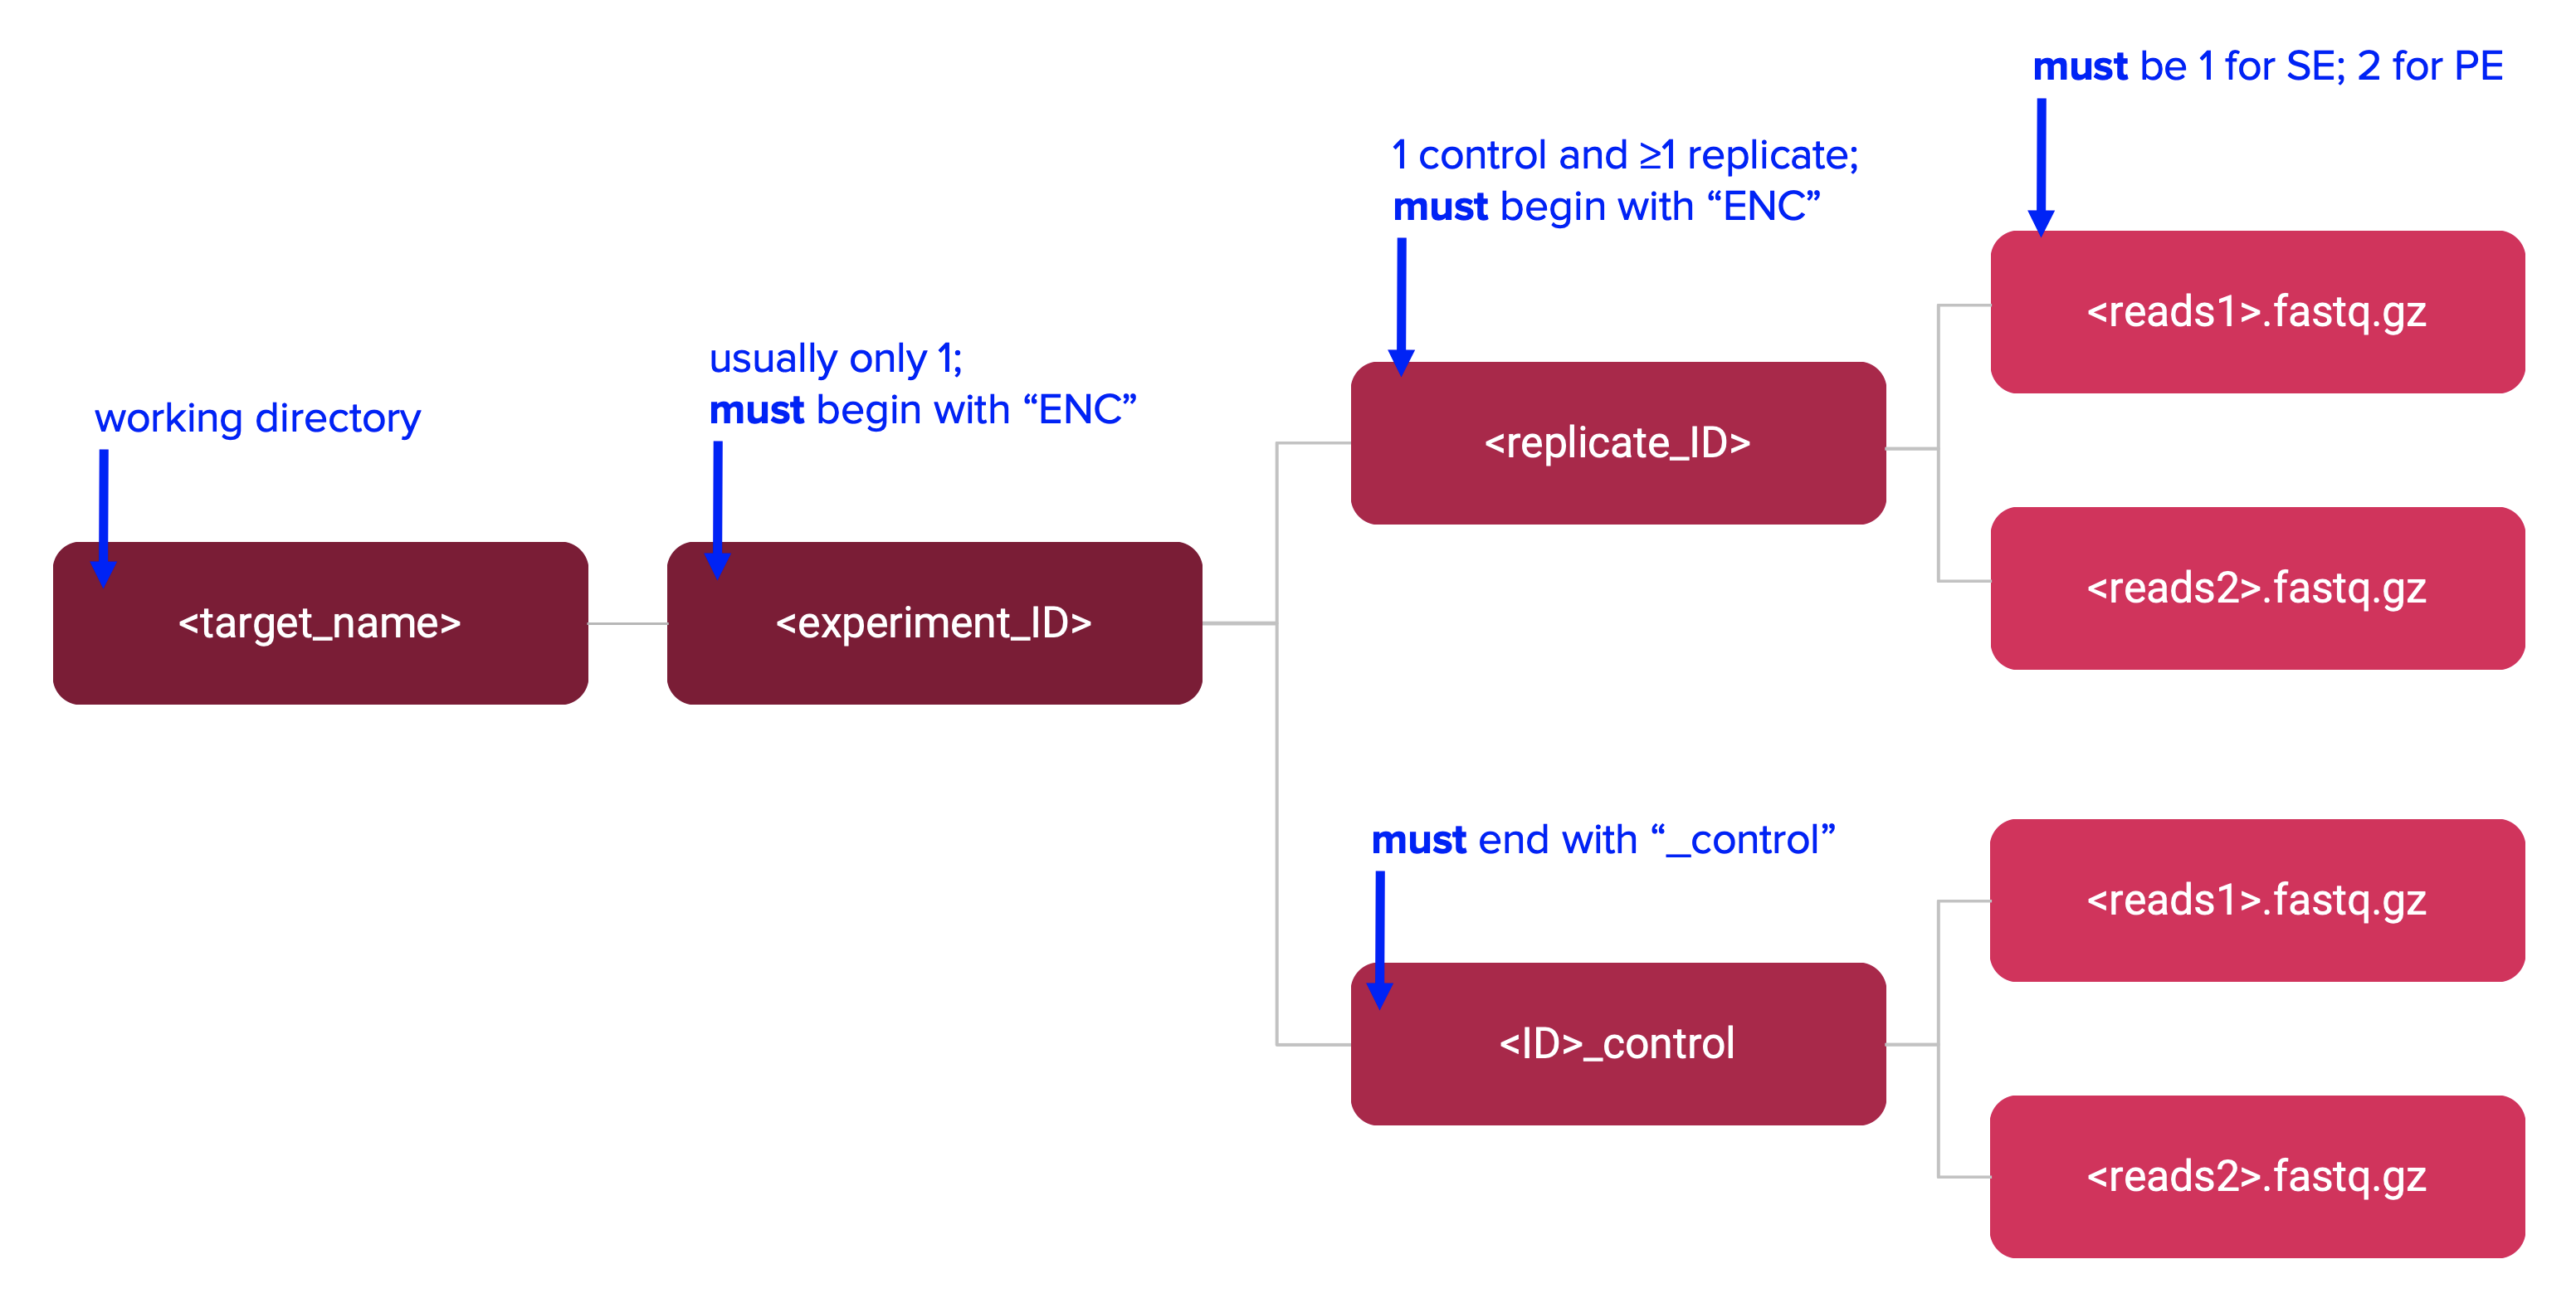 must be 1 for SE; 2 for PE
1 control and ≥1 replicate;
must begin with “ENC”
usually only 1;
must begin with “ENC”
working directory
<target_name>
<experiment_ID>
<replicate_ID>
<reads1>.fastq.gz
<reads2>.fastq.gz
must end with “_control”
<ID>_control
<reads1>.fastq.gz
<reads2>.fastq.gz